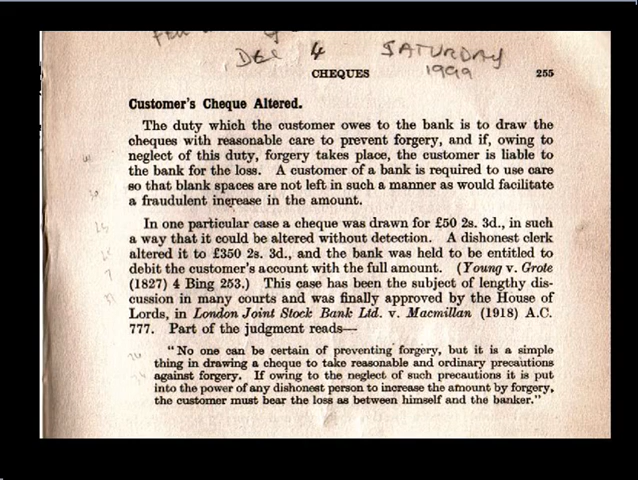 DEC 4 SATURDAY
1999
CHEQUES 255
Customer's Cheque Altered.
The duty which the customer owes to the bank is to draw the
cheques with reasonable care to prevent forgery, and if, owing to
neglect of this duty, forgery takes place, the customer is liable to
the bank for the loss. A customer of a bank is required to use care
so that blank spaces are not left in such a manner as would facilitate
a fraudulent increase in the amount.
In one particular case a cheque was drawn for £50 2s. 3d., in such
a way that it could be altered without detection. A dishonest clerk
altered it to £350 2s. 3d., and the bank was held to be entitled to
debit the customer's account with the full amount. (Young v. Grote
(1827) 4 Bing 253.) This case has been the subject of lengthy dis-
cussion in many courts and was finally approved by the House of
Lords, in London Joint Stock Bank Ltd. v. Macmillan (1918) A.C.
777. Part of the judgment reads—
"No one can be certain of preventing forgery, but it is a simple
thing in drawing a cheque to take reasonable and ordinary precautions
against forgery. If owing to the neglect of such precautions it is put
into the power of any dishonest person to increase the amount by forgery,
the customer must bear the loss as between himself and the banker."